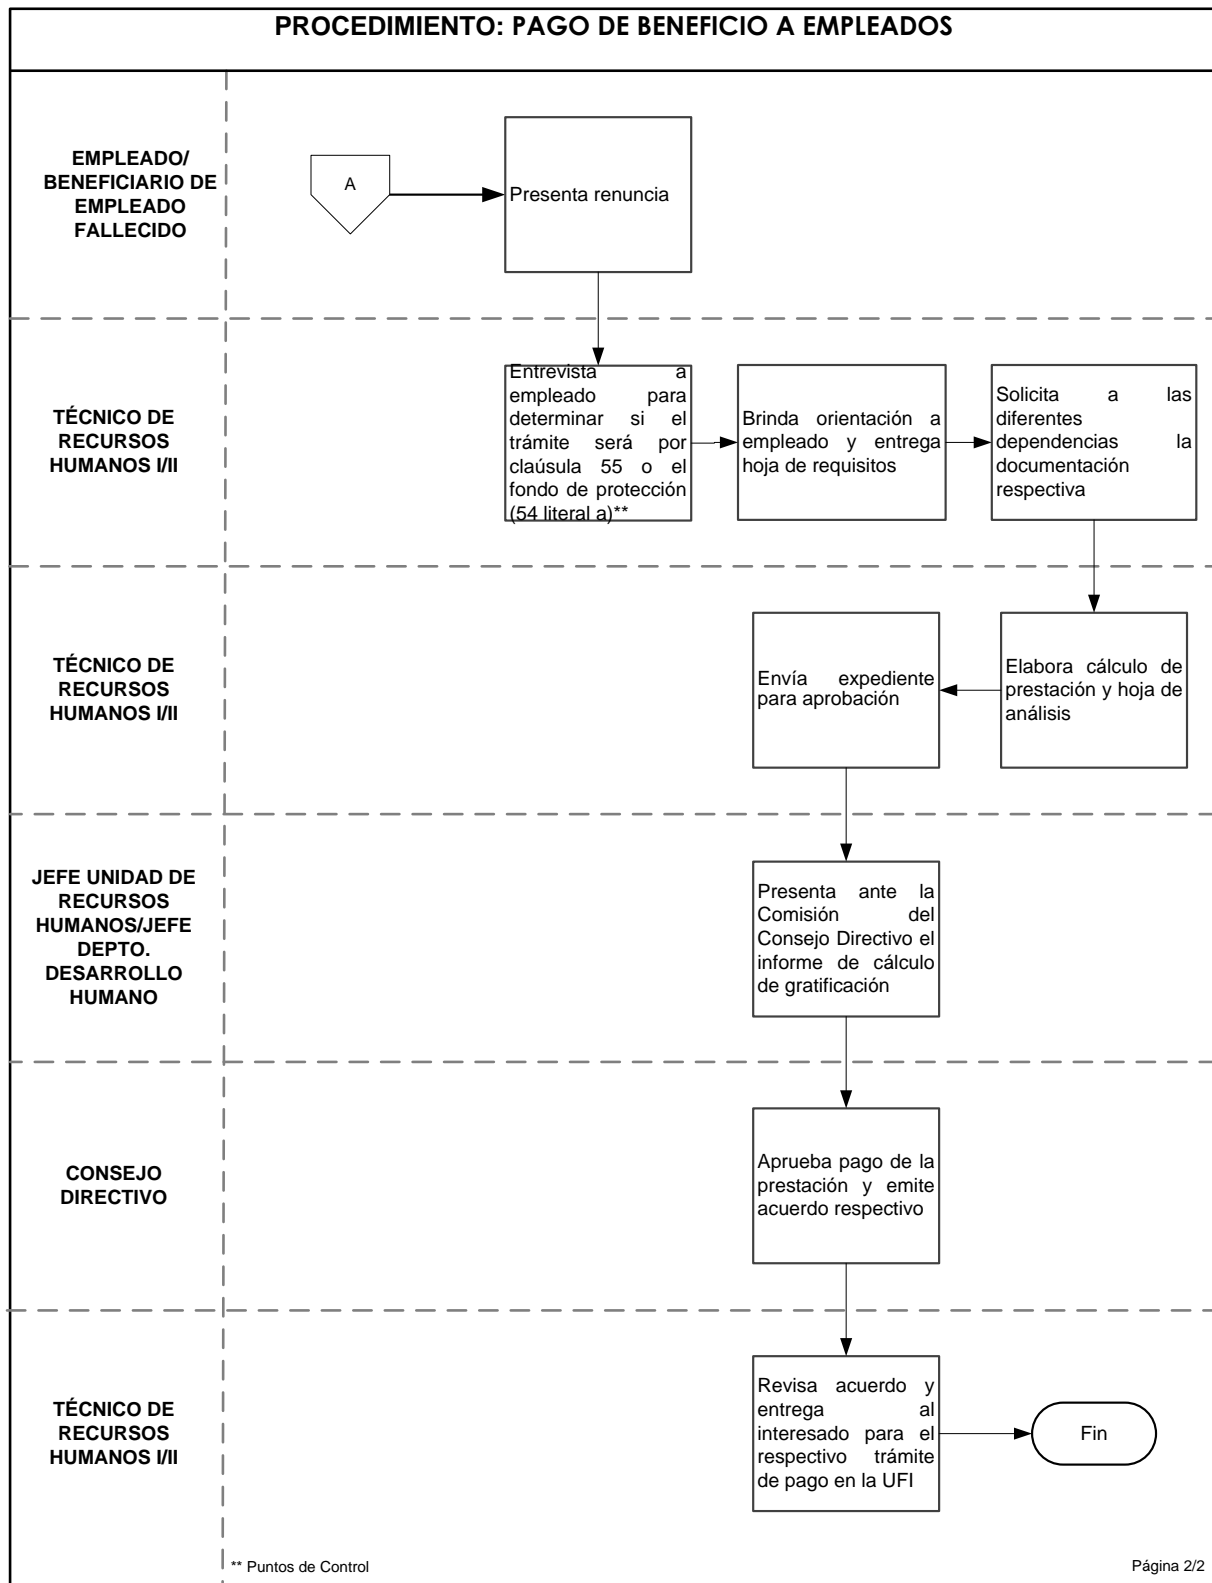 PROCEDIMIENTO: PAGO DE BENEFICIO A EMPLEADOS
EMPLEADO/
BENEFICIARIO DE
EMPLEADO
FALLECIDO
A
Presenta renuncia
TÉCNICO DE
RECURSOS
HUMANOS I/II
Entrevista a
empleado para
determinar si el
trámite será por
claúsula 55 o el
fondo de protección
(54 literal a)**
Brinda orientación a
empleado y entrega
hoja de requisitos
Solicita a las
diferentes
dependencias la
documentación
respectiva
TÉCNICO DE
RECURSOS
HUMANOS I/II
Envía expediente
para aprobación
Elabora cálculo de
prestación y hoja de
análisis
JEFE UNIDAD DE
RECURSOS
HUMANOS/JEFE
DEPTO.
DESARROLLO
HUMANO
Presenta ante la
Comisión del
Consejo Directivo el
informe de cálculo
de gratificación
CONSEJO
DIRECTIVO
Aprueba pago de la
prestación y emite
acuerdo respectivo
TÉCNICO DE
RECURSOS
HUMANOS I/II
Revisa acuerdo y
entrega al
interesado para el
respectivo trámite
de pago en la UFI
Fin
** Puntos de Control
Página 2/2